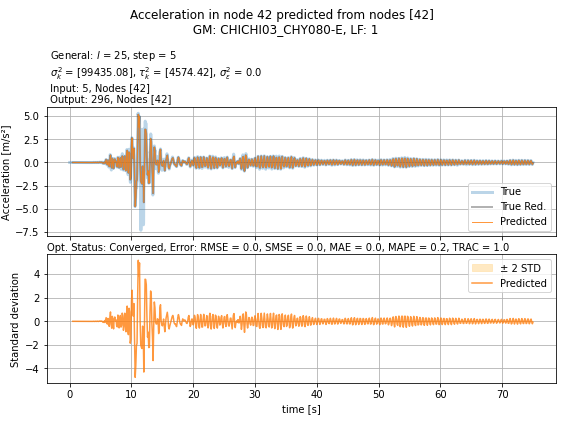 Acceleration in node 42 predicted from nodes [42]
GM: CHICHI03_CHY080-E, LF: 1
General: l = 25, step = 5
σ²ₖ = [99435.08], τ²ₖ = [4574.42], σ²ε = 0.0
Input: 5, Nodes [42]
Output: 296, Nodes [42]
Acceleration [m/s²]
5.0
2.5
0.0
−2.5
−5.0
−7.5
True
True Red.
Predicted
Opt. Status: Converged, Error: RMSE = 0.0, SMSE = 0.0, MAE = 0.0, MAPE = 0.2, TRAC = 1.0
Standard deviation
4
2
0
−2
−4
± 2 STD
Predicted
0 10 20 30 40 50 60 70
time [s]